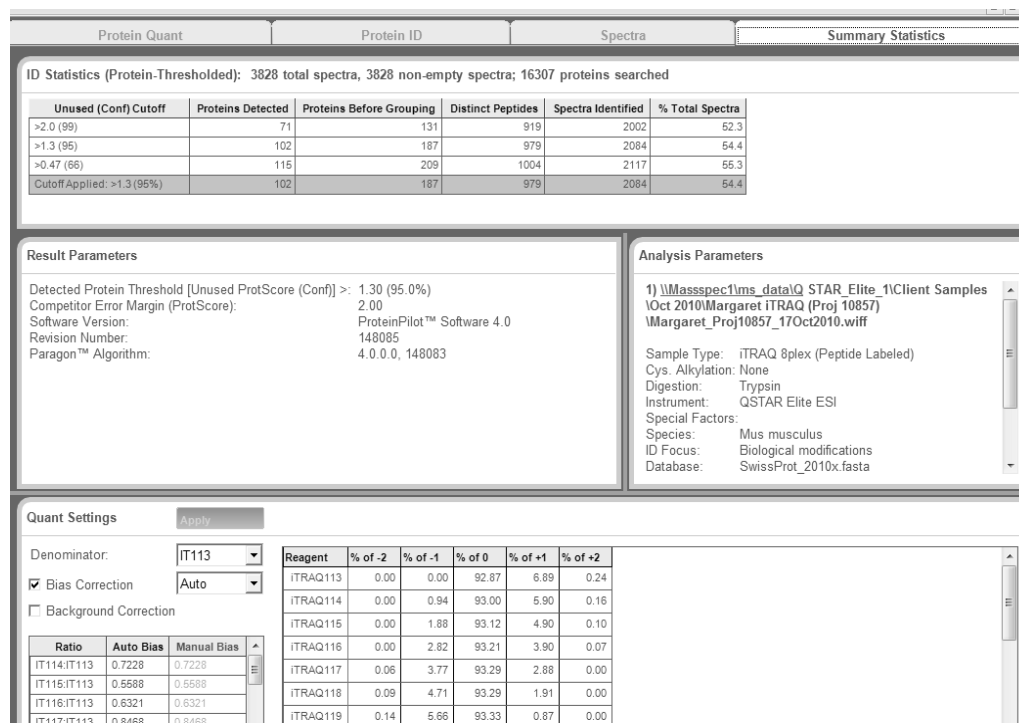 Protein Quant Protein ID Spectra Summary Statistics
ID Statistics (Protein-Thresholded): 3828 total spectra, 3828 non-empty spectra; 16307 proteins searched
Unused (Conf) Cutoff Proteins Detected Proteins Before Grouping Distinct Peptides Spectra Identified % Total Spectra
>2.0 (99) 71 131 919 2002 52.3
>1.3 (95) 102 187 979 2084 54.4
>0.47 (66) 115 209 1004 2117 55.3
Cutoff Applied: >1.3 (95%) 102 187 979 2084 54.4
Result Parameters
Detected Protein Threshold [Unused ProtScore (Conf)] >: 1.30 (95.0%)
Competitor Error Margin (ProtScore): 2.00
Software Version: ProteinPilot™ Software 4.0
Revision Number: 148085
Paragon™ Algorithm: 4.0.0.0, 148083
Analysis Parameters
1) \\Massspec1\ms_data\Q STAR_Elite_1\Client Samples
\Oct 2010\Margaret iTRAQ (Proj 10857)
\Margaret_Proj10857_17Oct2010.wiff
Sample Type: iTRAQ 8plex (Peptide Labeled)
Cys. Alkylation: None
Digestion: Trypsin
Instrument: QSTAR Elite ESI
Special Factors:
Species: Mus musculus
ID Focus: Biological modifications
Database: SwissProt_2010x.fasta
Quant Settings Apply
Denominator: IT113
Bias Correction Auto
Background Correction
Ratio Auto Bias Manual Bias
IT114:IT113 0.7228 0.7228
IT115:IT113 0.5588 0.5588
IT116:IT113 0.6321 0.6321
IT117:IT113 0.8468 0.8468
Reagent % of -2 % of -1 % of 0 % of +1 % of +2
iTRAQ113 0.00 0.00 92.87 6.89 0.24
iTRAQ114 0.00 0.94 93.00 5.90 0.16
iTRAQ115 0.00 1.88 93.12 4.90 0.10
iTRAQ116 0.00 2.82 93.21 3.90 0.07
iTRAQ117 0.06 3.77 93.29 2.88 0.00
iTRAQ118 0.09 4.71 93.29 1.91 0.00
iTRAQ119 0.14 5.66 93.33 0.87 0.00